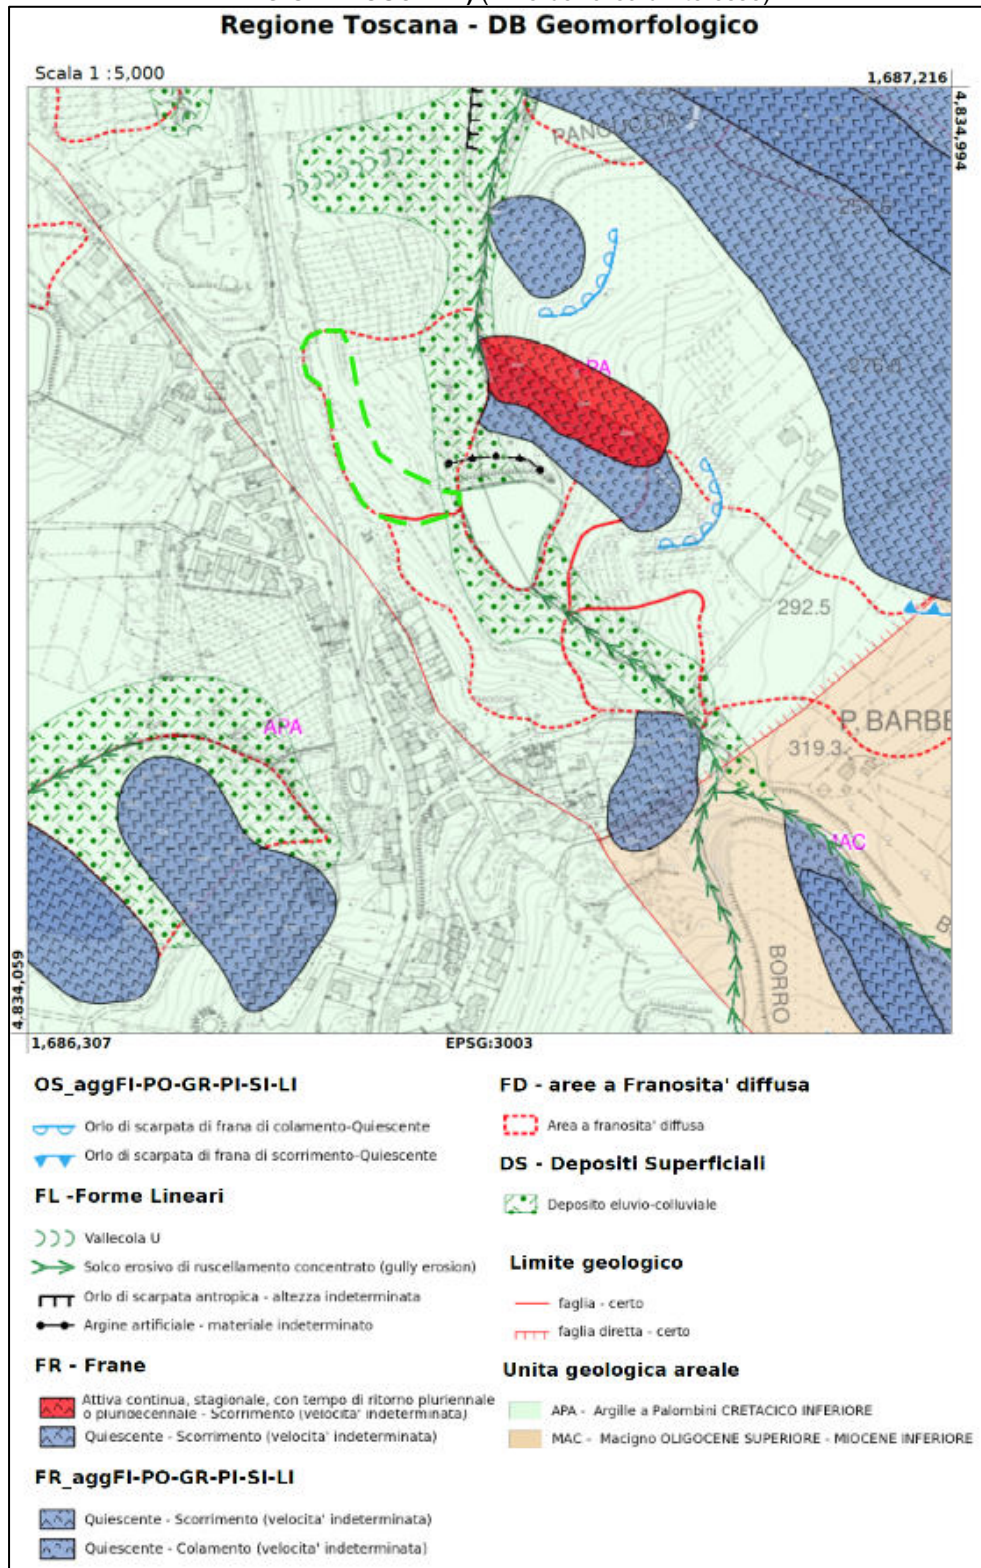 Regione Toscana - DB Geomorfologico
Scala 1 :5,000
1,687,216
4,834,994
PANCUCCIA
257.5
276.8
PA
292.5
APA
P. BARBE
319.3
MAC
BORRO
B
4,834,059
1,686,307
EPSG:3003
OS_aggFI-PO-GR-PI-SI-LI
Orlo di scarpata di frana di colamento-Quiescente
Orlo di scarpata di frana di scorrimento-Quiescente
FL -Forme Lineari
Vallecola U
Solco erosivo di ruscellamento concentrato (gully erosion)
Orlo di scarpata antropica - altezza indeterminata
Argine artificiale - materiale indeterminato
FR - Frane
Attiva continua, stagionale, con tempo di ritorno pluriennale
o pluridecennale - Scorrimento (velocita' indeterminata)
Quiescente - Scorrimento (velocita' indeterminata)
FR_aggFI-PO-GR-PI-SI-LI
Quiescente - Scorrimento (velocita' indeterminata)
Quiescente - Colamento (velocita' indeterminata)
FD - aree a Franosita' diffusa
Area a franosita' diffusa
DS - Depositi Superficiali
Deposito eluvio-colluviale
Limite geologico
faglia - certo
faglia diretta - certo
Unita geologica areale
APA - Argille a Palombini CRETACICO INFERIORE
MAC - Macigno OLIGOCENE SUPERIORE - MIOCENE INFERIORE